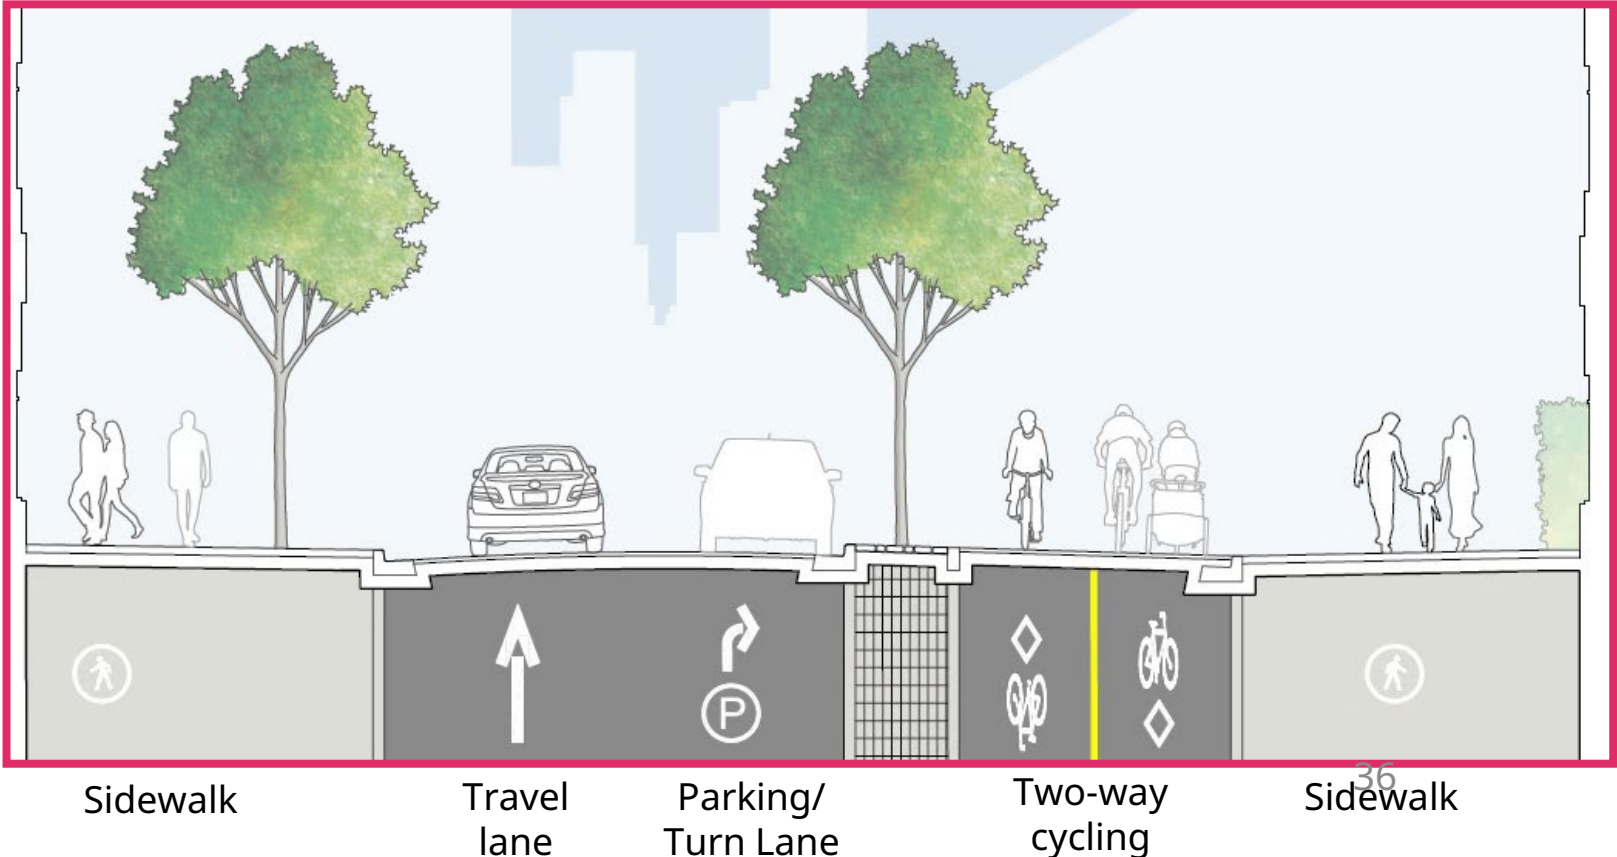 P
36
Sidewalk
Travel
lane
Parking/
Turn Lane
Two-way
cycling
Sidewalk